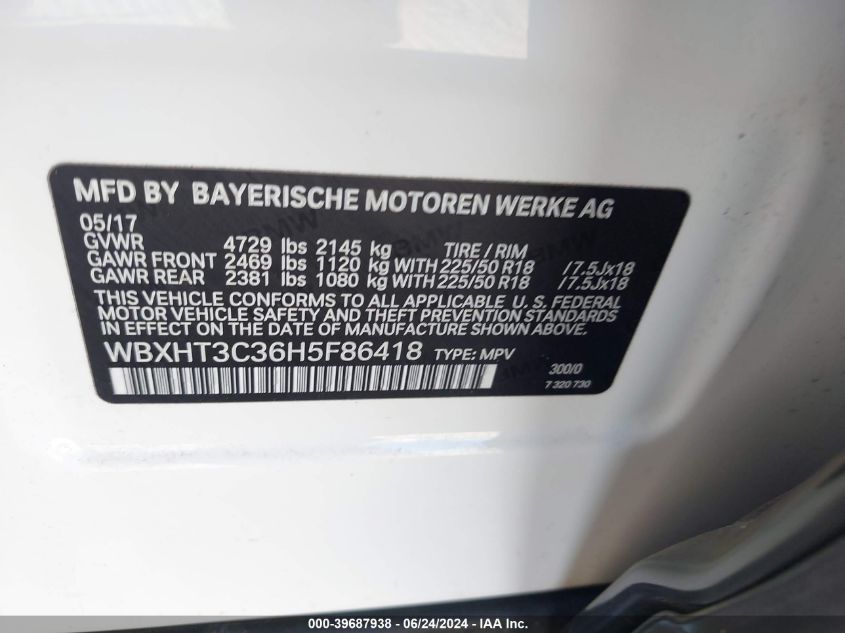 MFD BY BAYERISCHE MOTOREN WERKE AG
05/17
GVWR 4729 lbs 2145 kg TIRE / RIM
GAWR FRONT 2469 lbs 1120 kg WITH 225/50 R18 /7.5Jx18
GAWR REAR 2381 lbs 1080 kg WITH 225/50 R18 /7.5Jx18
THIS VEHICLE CONFORMS TO ALL APPLICABLE U. S. FEDERAL
MOTOR VEHICLE SAFETY AND THEFT PREVENTION STANDARDS
IN EFFECT ON THE DATE OF MANUFACTURE SHOWN ABOVE.
WBXHT3C36H5F86418 TYPE: MPV
300/0
7 320 730
000-39687938 - 06/24/2024 - IAA Inc.